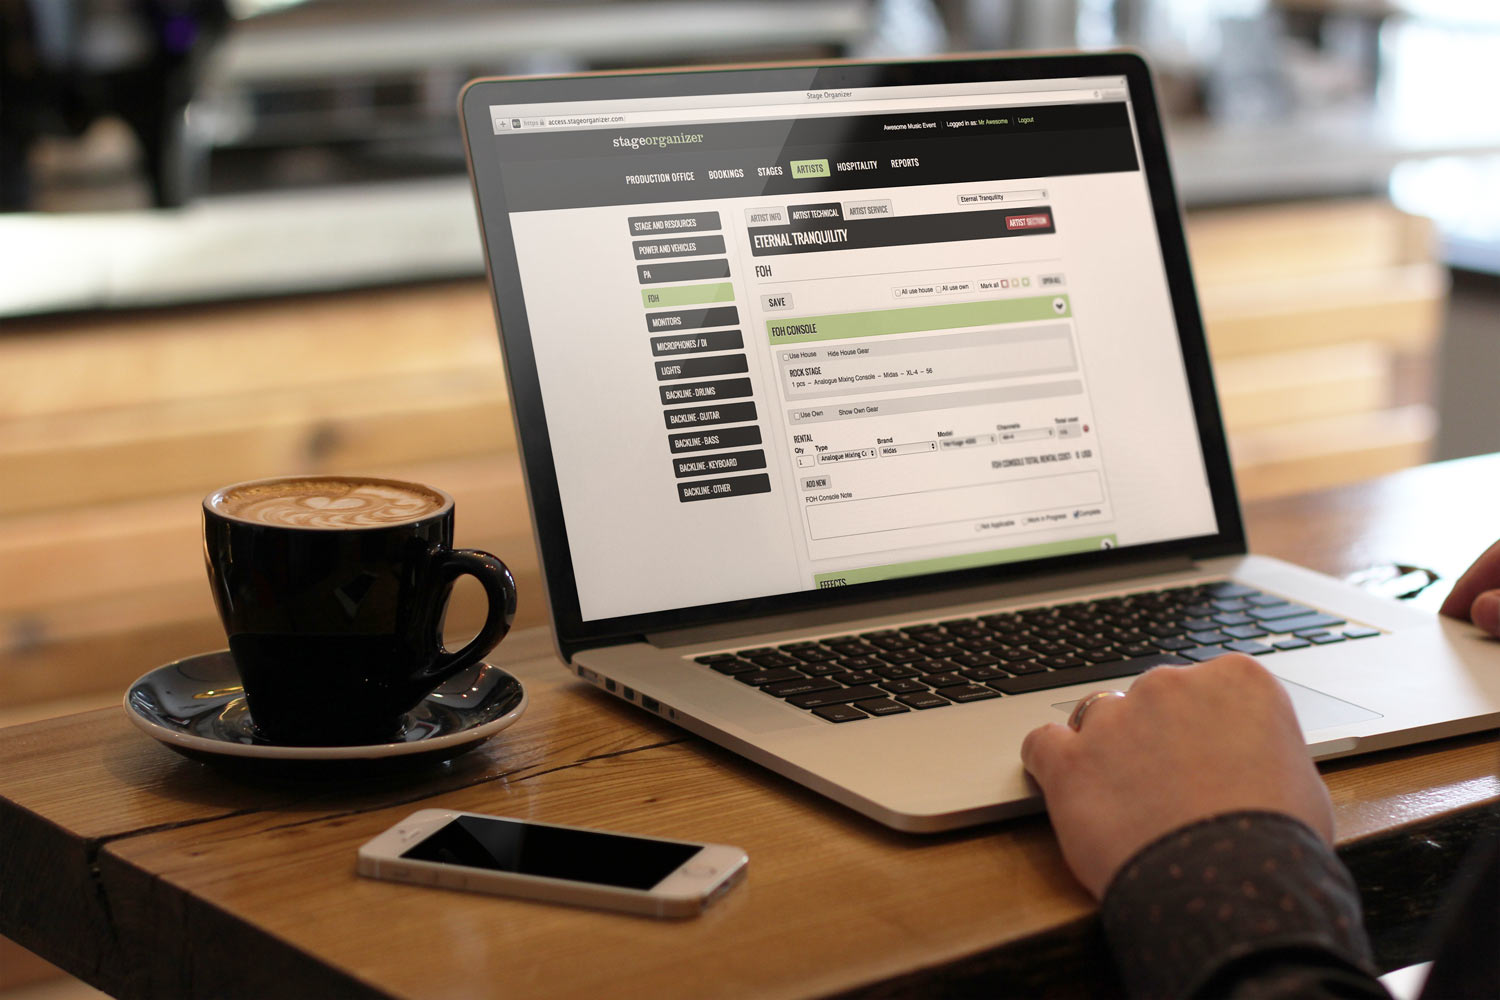 Stage Organizer
https access.stageorganizer.com
stageorganizer
Awesome Music Event Logged in as: Mr Awesome Logout
PRODUCTION OFFICE BOOKINGS STAGES ARTISTS HOSPITALITY REPORTS
STAGE AND RESOURCES
POWER AND VEHICLES
PA
FOH
MONITORS
MICROPHONES / DI
LIGHTS
BACKLINE - DRUMS
BACKLINE - GUITAR
BACKLINE - BASS
BACKLINE - KEYBOARD
BACKLINE - OTHER
Eternal Tranquility
ARTIST INFO ARTIST TECHNICAL ARTIST SERVICE
ETERNAL TRANQUILITY ARTIST SECTION
FOH
SAVE All use house All use own Mark all OPEN ALL
FOH CONSOLE
Use House Hide House Gear
ROCK STAGE
1 pcs – Analogue Mixing Console – Midas – XL-4 – 56
Use Own Show Own Gear
RENTAL
Qty Type Brand Model Channels Total cost
1 Analogue Mixing C Midas Heritage 4000 48-4 n/a
FOH CONSOLE TOTAL RENTAL COST: 0 USD
ADD NEW
FOH Console Note
Not Applicable Work in Progress Complete
EFFECTS